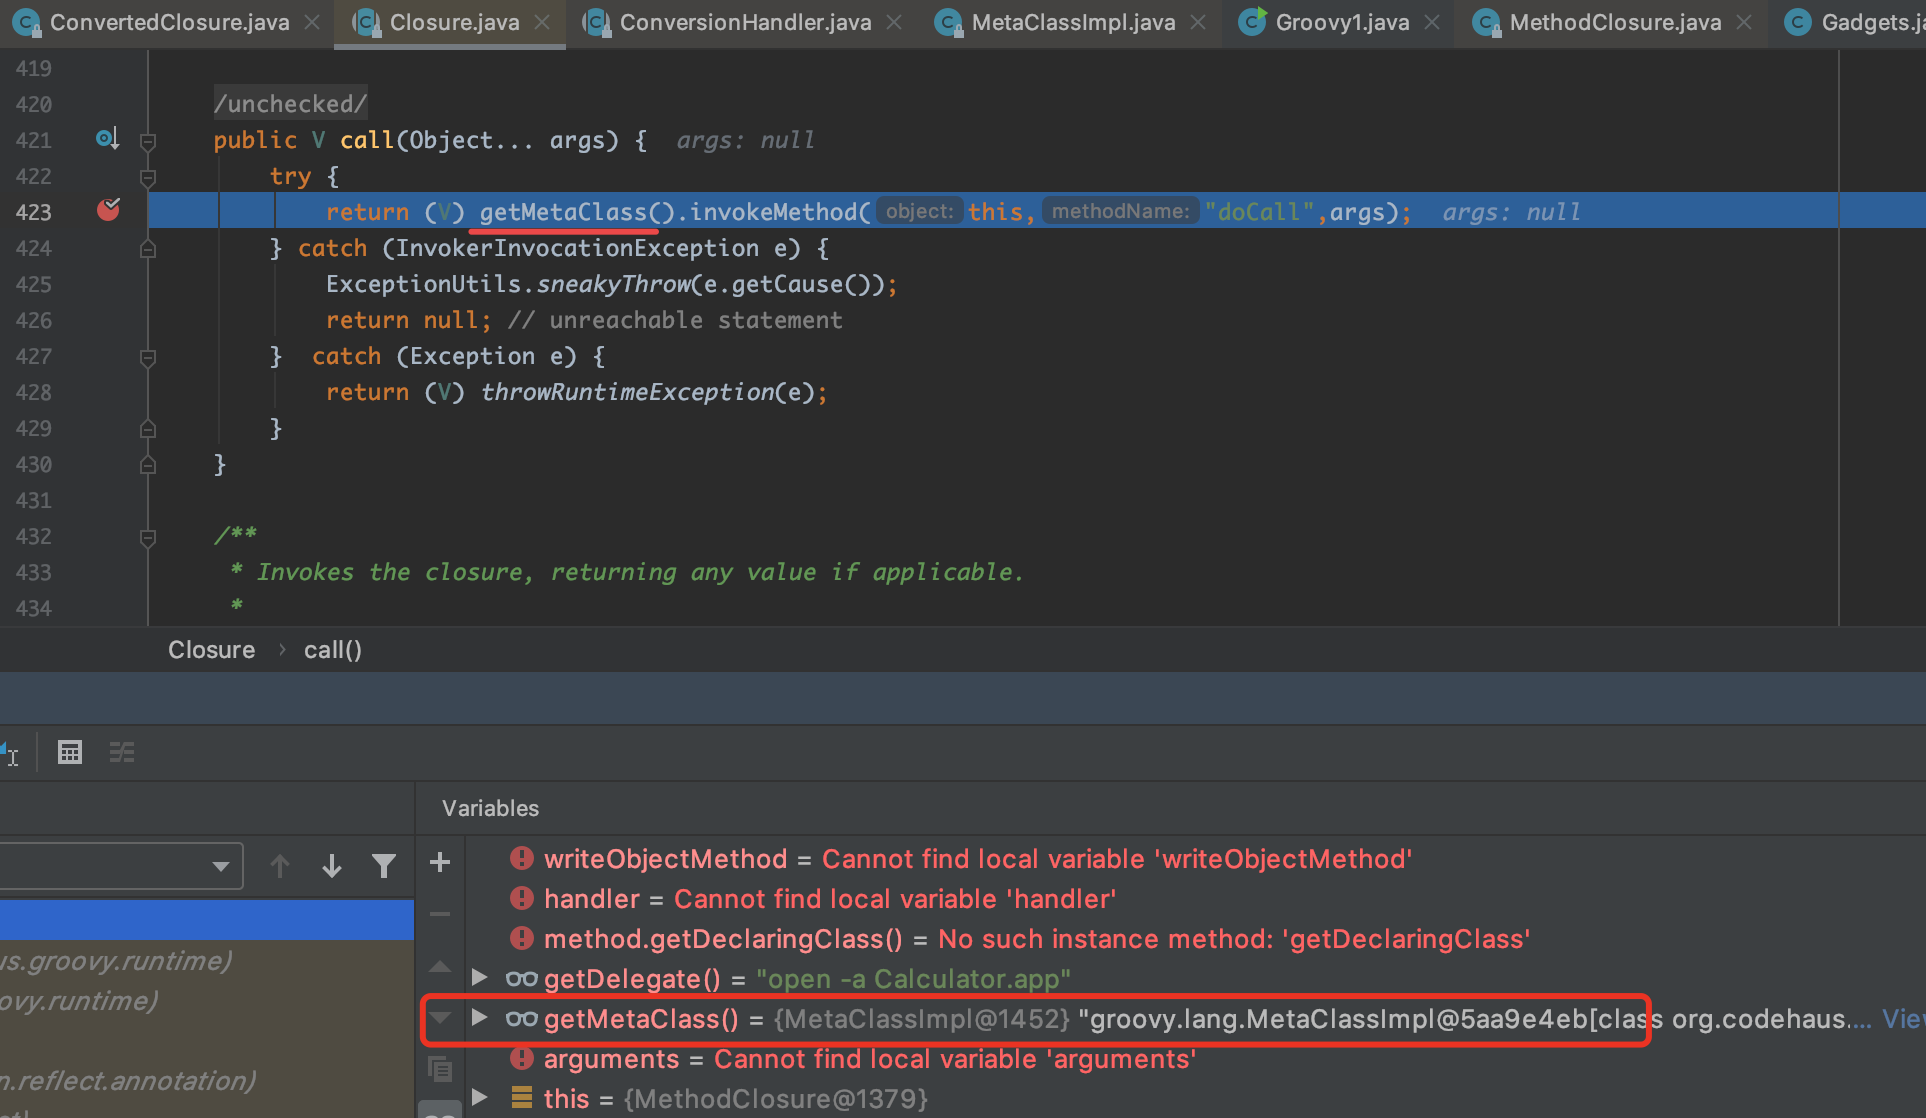 ConvertedClosure.java Closure.java ConversionHandler.java MetaClassImpl.java Groovy1.java MethodClosure.java Gadgets.ja
419
420 /unchecked/
421 public V call(Object... args) { args: null
422 try {
423 return (V) getMetaClass().invokeMethod( object: this, methodName: "doCall",args); args: null
424 } catch (InvokerInvocationException e) {
425 ExceptionUtils.sneakyThrow(e.getCause());
426 return null; // unreachable statement
427 } catch (Exception e) {
428 return (V) throwRuntimeException(e);
429 }
430 }
431
432 /**
433 * Invokes the closure, returning any value if applicable.
434 *
Closure › call()
Variables
writeObjectMethod = Cannot find local variable 'writeObjectMethod'
handler = Cannot find local variable 'handler'
method.getDeclaringClass() = No such instance method: 'getDeclaringClass'
us.groovy.runtime)
getDelegate() = "open -a Calculator.app"
ovy.runtime)
getMetaClass() = {MetaClassImpl@1452} "groovy.lang.MetaClassImpl@5aa9e4eb[class org.codehaus.... View
arguments = Cannot find local variable 'arguments'
n.reflect.annotation)
this = {MethodClosure@1379}